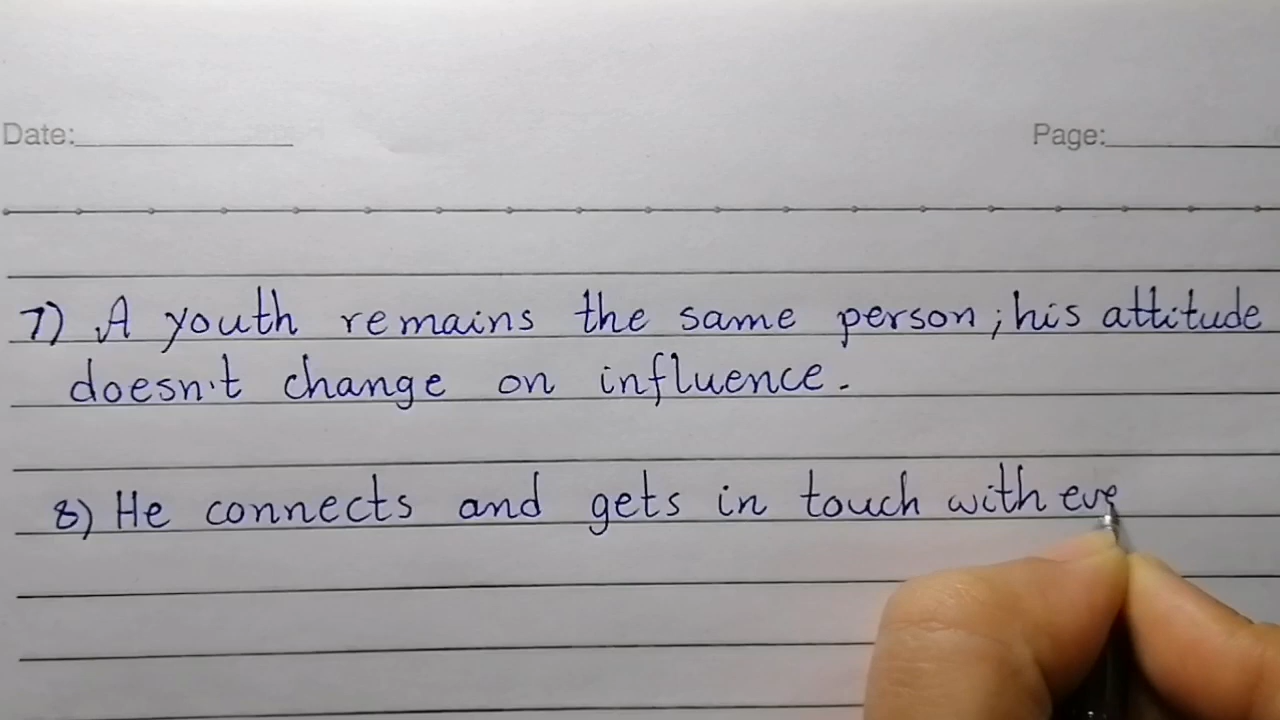 Date:
Page:
7) A youth remains the same person; his attitude
doesn't change on influence.
8) He connects and gets in touch with eve